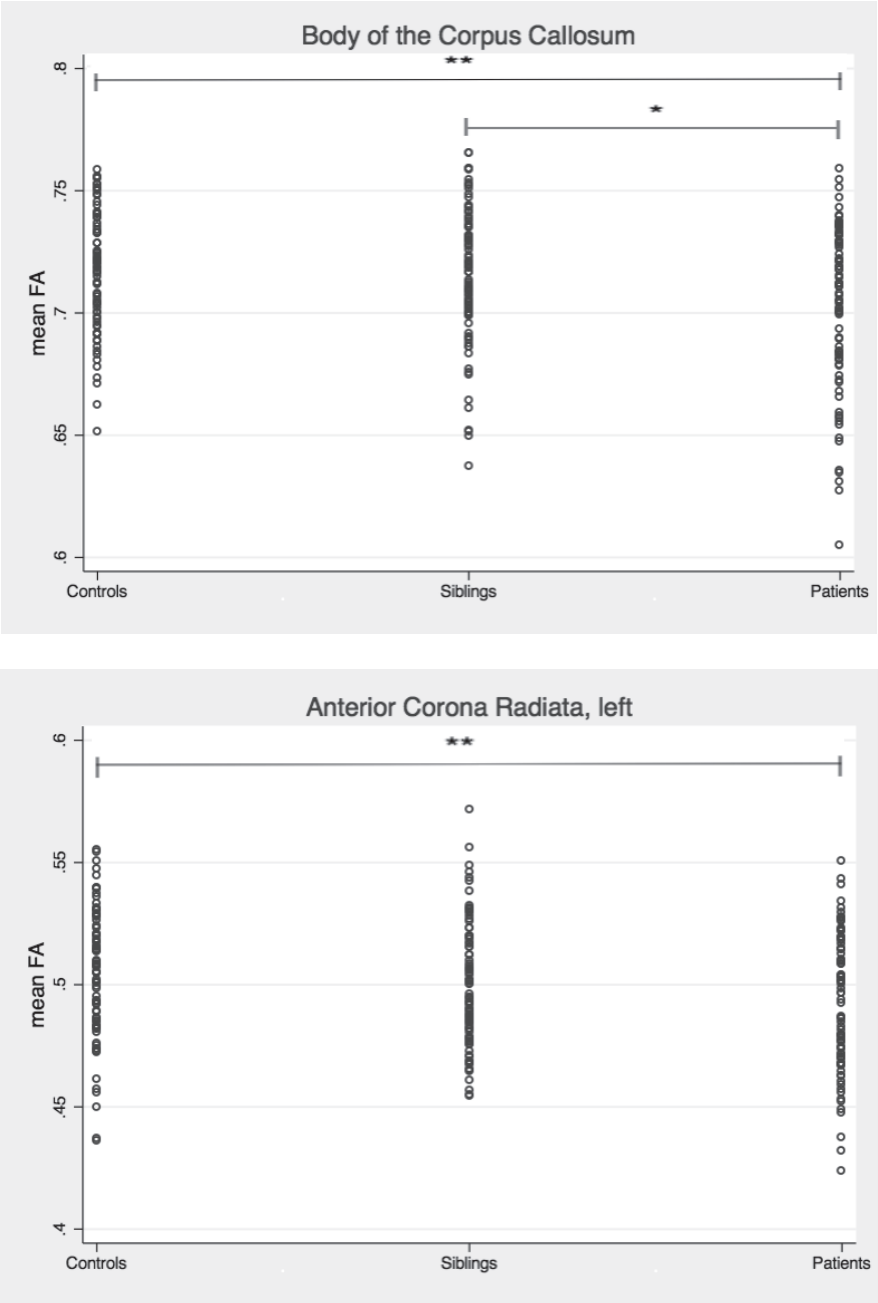 Body of the Corpus Callosum
**
*
mean FA
.8
.75
.7
.65
.6
Controls Siblings Patients
Anterior Corona Radiata, left
**
mean FA
.6
.55
.5
.45
.4
Controls Siblings Patients